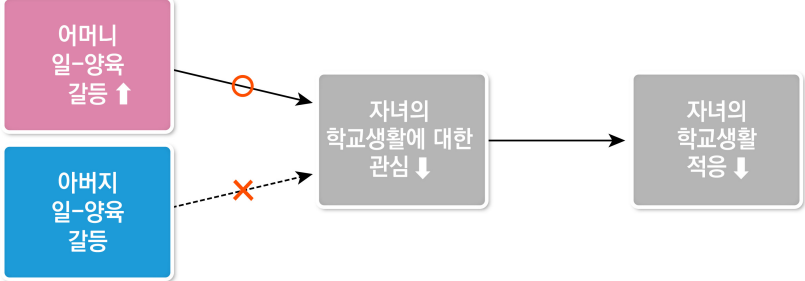 어머니
일-양육
갈등 ⬆
아버지
일-양육
갈등
자녀의
학교생활에 대한
관심 ⬇
자녀의
학교생활
적응 ⬇